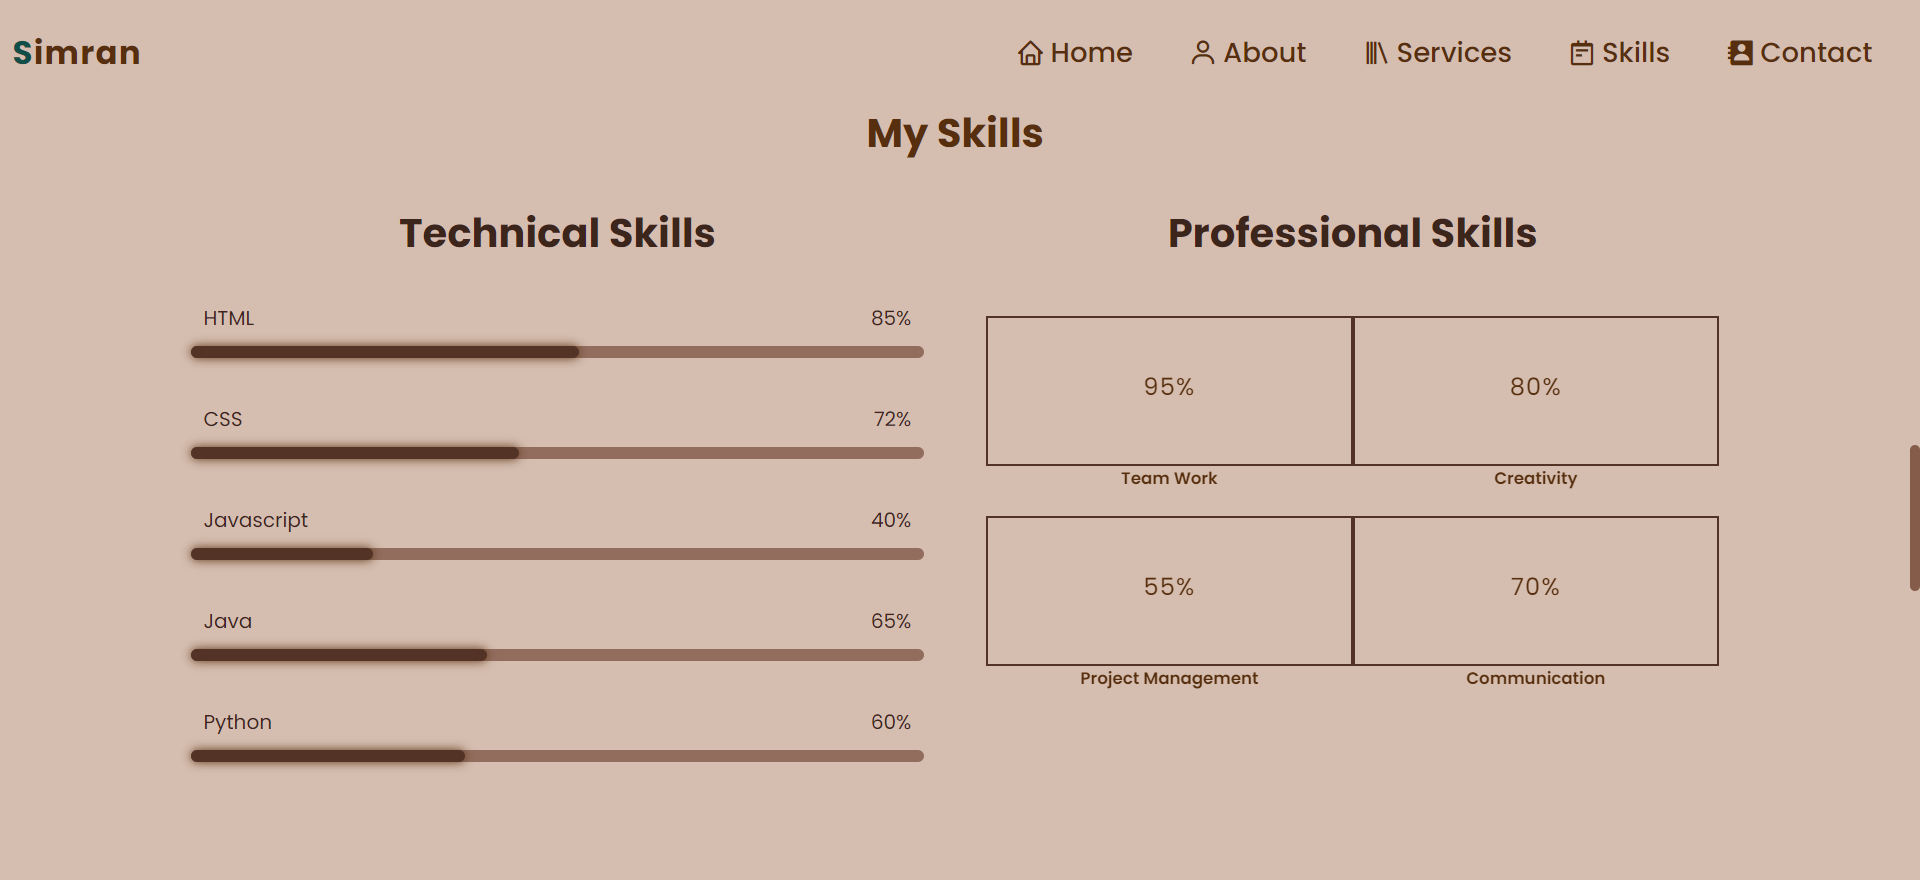 Simran
Home About Services Skills Contact
My Skills
Technical Skills
HTML 85%
CSS 72%
Javascript 40%
Java 65%
Python 60%
Professional Skills
95% 80%
Team Work Creativity
55% 70%
Project Management Communication